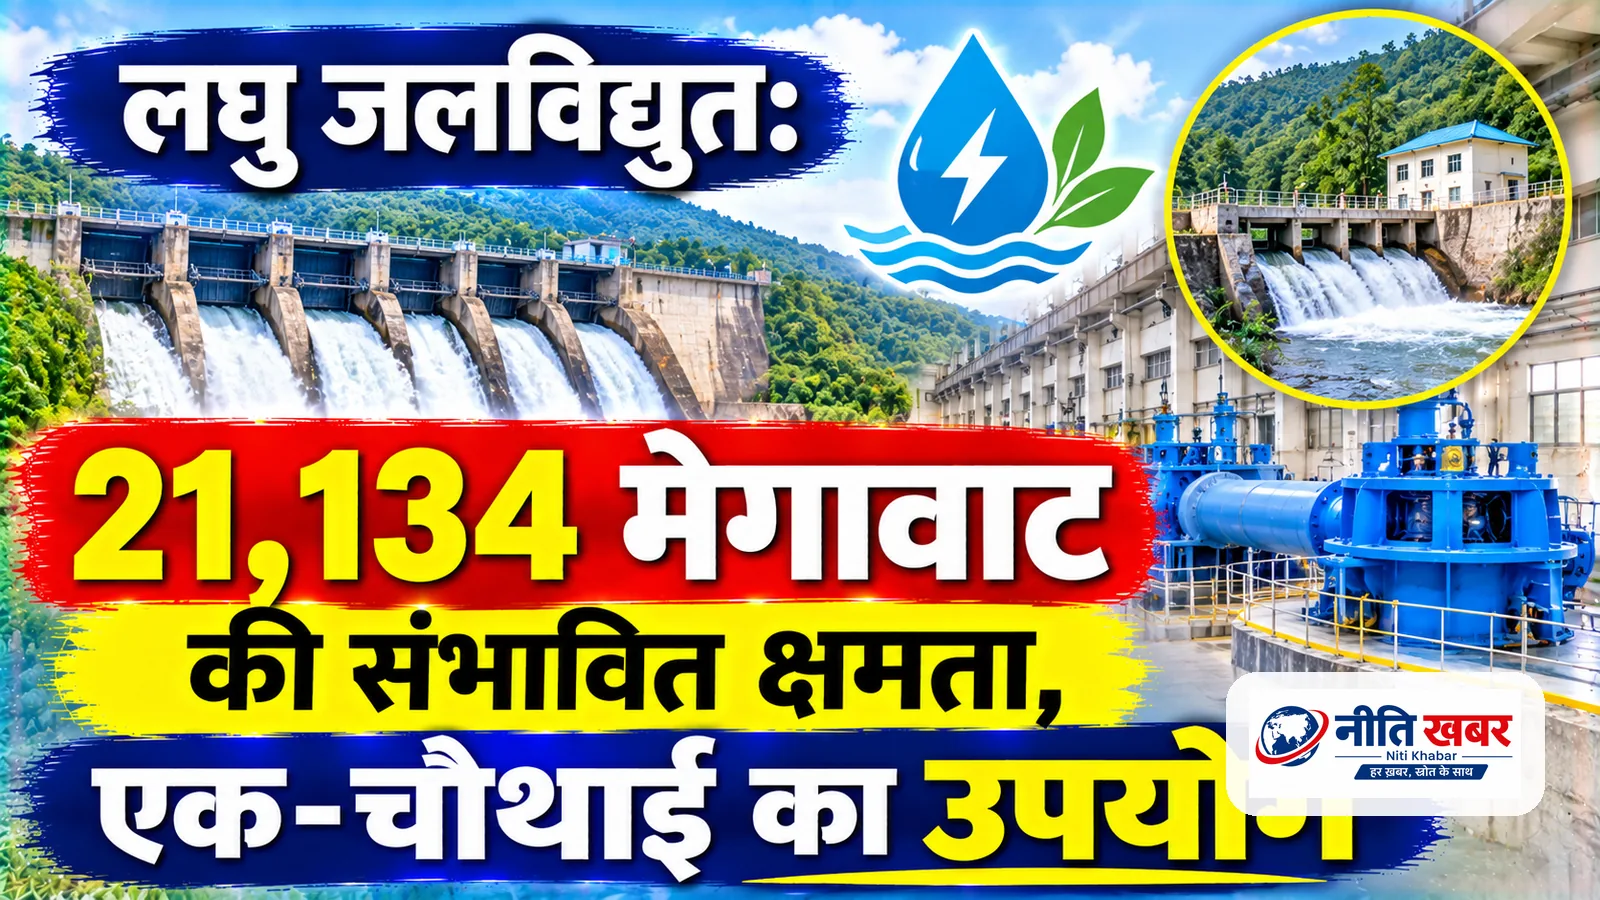 लघु जलविद्युत:
21,134 मेगावाट
की संभावित क्षमता,
एक-चौथाई का उपयोग
नीति खबर
Niti Khabar
हर ख़बर, स्रोत के साथ